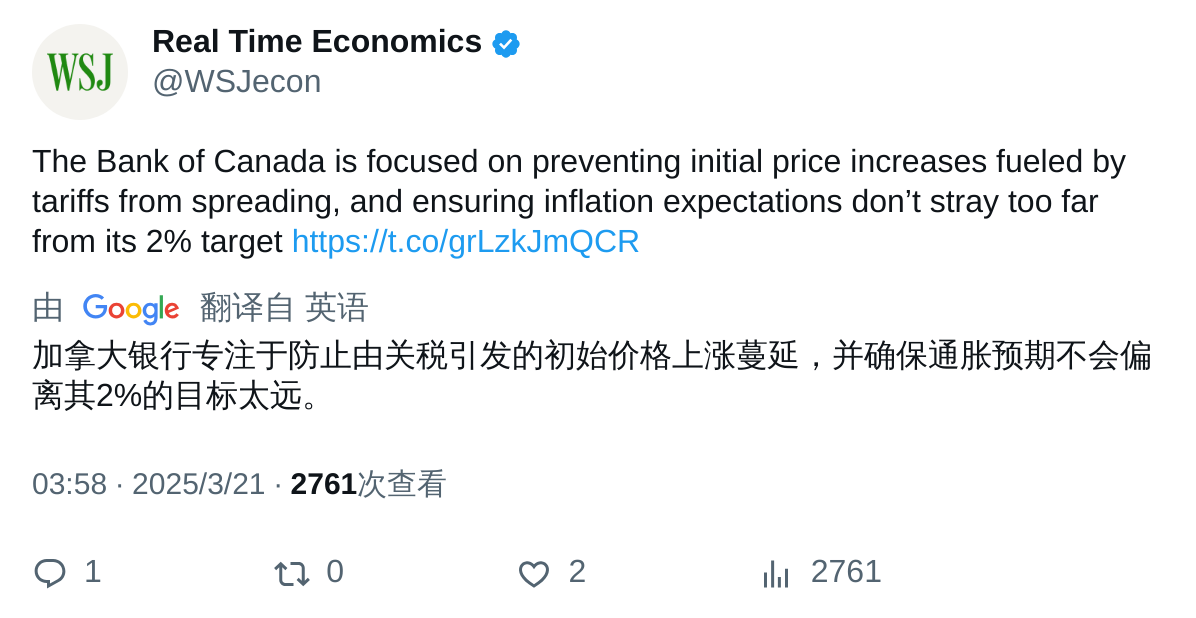 WSJ
Real Time Economics
@WSJecon
The Bank of Canada is focused on preventing initial price increases fueled by
tariffs from spreading, and ensuring inflation expectations don’t stray too far
from its 2% target https://t.co/grLzkJmQCR
由 Google 翻译自 英语
加拿大银行专注于防止由关税引发的初始价格上涨蔓延，并确保通胀预期不会偏
离其2%的目标太远。
03:58 · 2025/3/21 · 2761次查看
1 0 2 2761